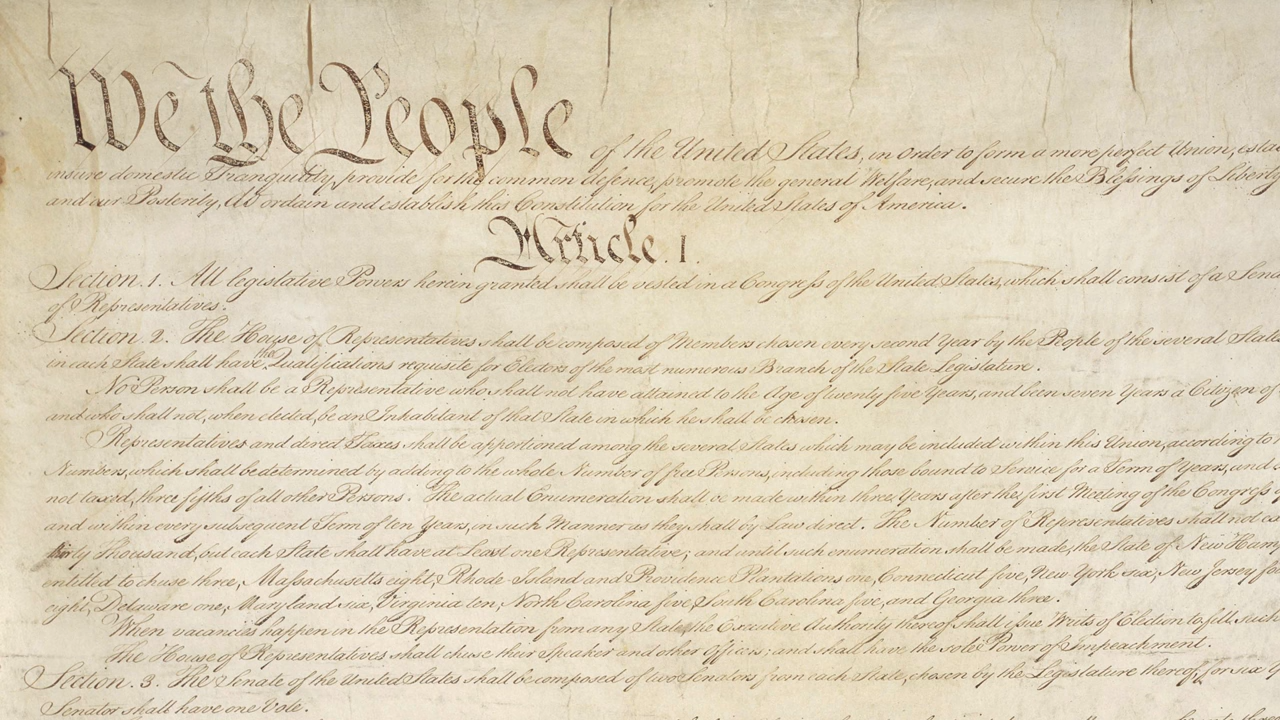 We the People of the United States, in Order to form a more perfect Union, estab
insure domestic Tranquility, provide for the common defence, promote the general Welfare, and secure the Blessings of Liberty
and our Posterity, do ordain and establish this Constitution for the United States of America.
Article. I.
Section. 1. All legislative Powers herein granted shall be vested in a Congress of the United States, which shall consist of a Sena
of Representatives.
Section. 2. The House of Representatives shall be composed of Members chosen every second Year by the People of the several States
in each State shall have the Qualifications requisite for Electors of the most numerous Branch of the State Legislature.
No Person shall be a Representative who shall not have attained to the Age of twenty five Years, and been seven Years a Citizen of
and who shall not, when elected, be an Inhabitant of that State in which he shall be chosen.
Representatives and direct Taxes shall be apportioned among the several States which may be included within this Union, according to
Numbers, which shall be determined by adding to the whole Number of free Persons, including those bound to Service for a Term of Years, and
not taxed, three fifths of all other Persons. The actual Enumeration shall be made within three Years after the first Meeting of the Congress
and within every subsequent Term of ten Years, in such Manner as they shall by Law direct. The Number of Representatives shall not
thirty Thousand, but each State shall have at Least one Representative; and until such enumeration shall be made, the State of New Hamp
entitled to chuse three, Massachusetts eight, Rhode Island and Providence Plantations one, Connecticut five, New York six, New Jersey
eight, Delaware one, Maryland six, Virginia ten, North Carolina five, South Carolina five, and Georgia three.
When vacancies happen in the Representation from any State, the Executive Authority thereof shall issue Writs of Election to fill such
The House of Representatives shall chuse their Speaker and other Officers; and shall have the sole Power of Impeachment.
Section. 3. The Senate of the United States shall be composed of two Senators from each State, chosen by the Legislature thereof, for six
Senator shall have one Vote.